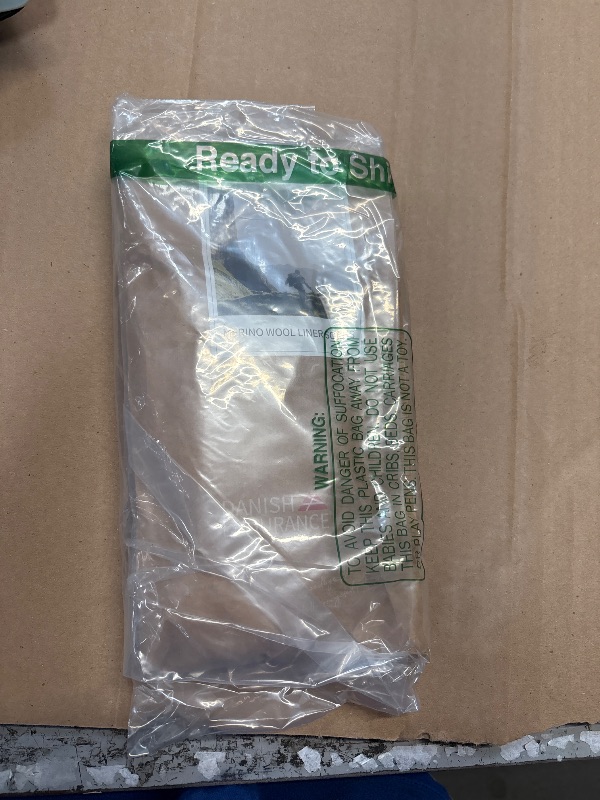 Ready to Sh
MERINO WOOL LINERS
DANISH
ENDURANCE
WARNING:
TO AVOID DANGER OF SUFFOCATION
KEEP THIS PLASTIC BAG AWAY FROM
BABIES AND CHILDREN. DO NOT USE
THIS BAG IN CRIBS, BEDS, CARRIAGES
OR PLAY PENS. THIS BAG IS NOT A TOY.